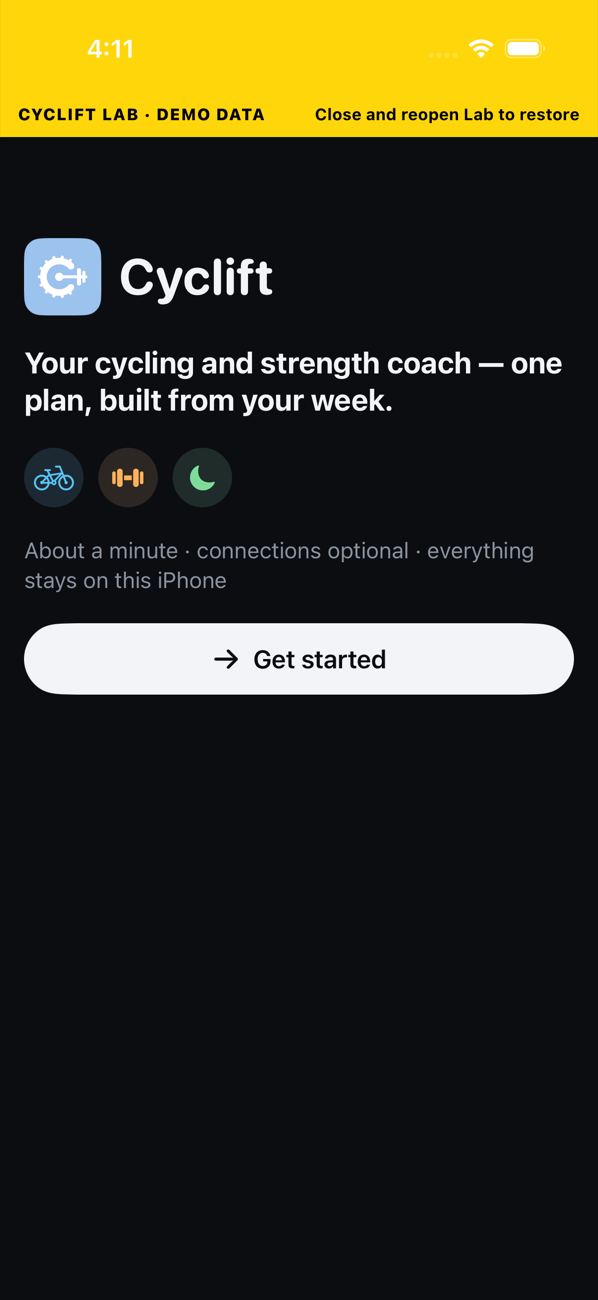 4:11
CYCLIFT LAB · DEMO DATA
Close and reopen Lab to restore
Cyclift
Your cycling and strength coach — one
plan, built from your week.
About a minute · connections optional · everything
stays on this iPhone
Get started